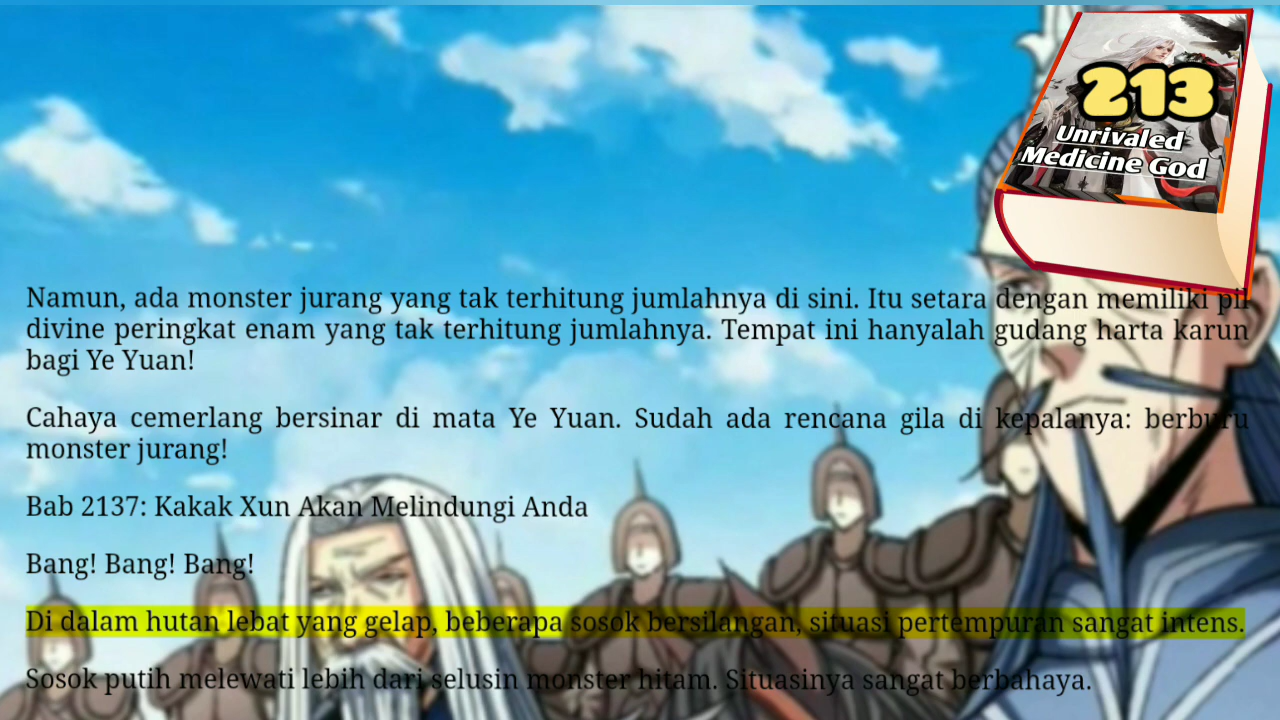 213
Unrivaled
Medicine God
Namun, ada monster jurang yang tak terhitung jumlahnya di sini. Itu setara dengan memiliki pil
divine peringkat enam yang tak terhitung jumlahnya. Tempat ini hanyalah gudang harta karun
bagi Ye Yuan!
Cahaya cemerlang bersinar di mata Ye Yuan. Sudah ada rencana gila di kepalanya: berburu
monster jurang!
Bab 2137: Kakak Xun Akan Melindungi Anda
Bang! Bang! Bang!
Di dalam hutan lebat yang gelap, beberapa sosok bersilangan, situasi pertempuran sangat intens.
Sosok putih melewati lebih dari selusin monster hitam. Situasinya sangat berbahaya.